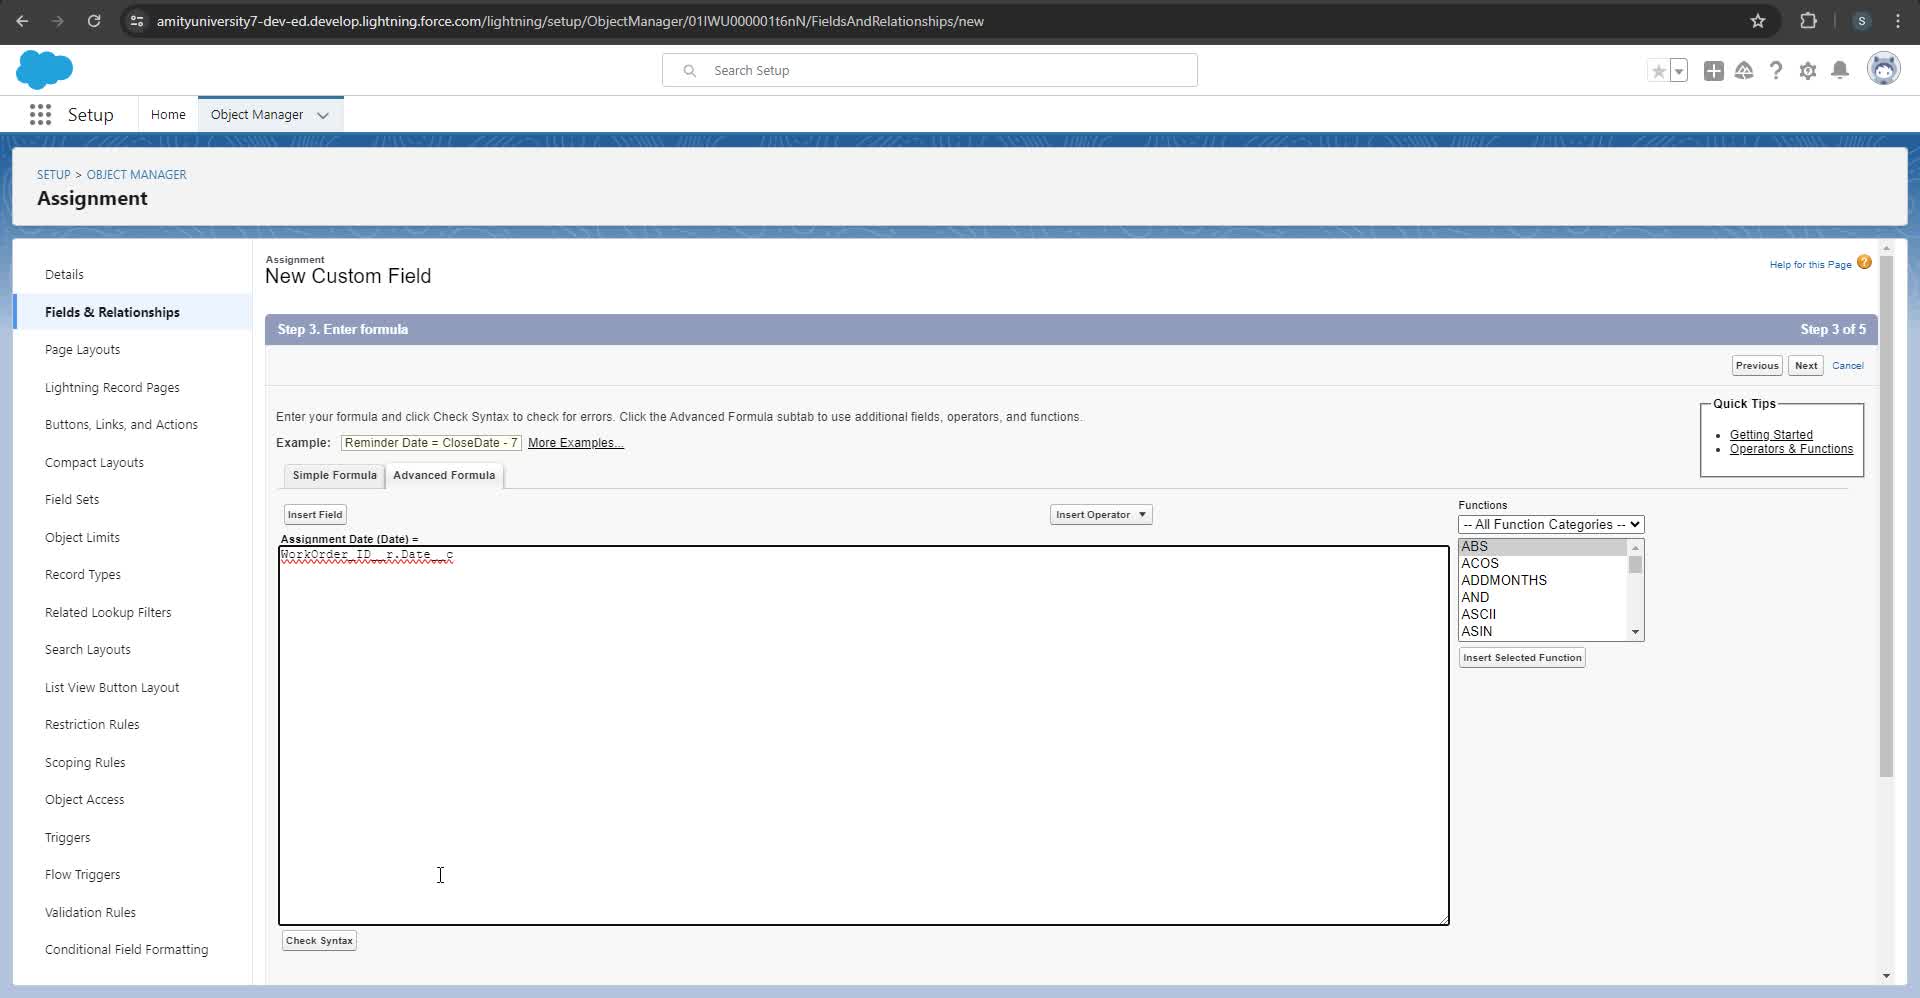 amityuniversity7-dev-ed.develop.lightning.force.com/lightning/setup/ObjectManager/01IWU000001t6nN/FieldsAndRelationships/new
S
Search Setup
Setup
Home
Object Manager
SETUP > OBJECT MANAGER
Assignment
Details
Fields & Relationships
Page Layouts
Lightning Record Pages
Buttons, Links, and Actions
Compact Layouts
Field Sets
Object Limits
Record Types
Related Lookup Filters
Search Layouts
List View Button Layout
Restriction Rules
Scoping Rules
Object Access
Triggers
Flow Triggers
Validation Rules
Conditional Field Formatting
Assignment
New Custom Field
Help for this Page ?
Step 3. Enter formula
Step 3 of 5
Previous
Next
Cancel
Enter your formula and click Check Syntax to check for errors. Click the Advanced Formula subtab to use additional fields, operators, and functions.
Example: Reminder Date = CloseDate - 7 More Examples...
Quick Tips
• Getting Started
• Operators & Functions
Simple Formula
Advanced Formula
Insert Field
Insert Operator
Assignment Date (Date) =
WorkOrder_ID__r.Date__c
Functions
-- All Function Categories --
ABS
ACOS
ADDMONTHS
AND
ASCII
ASIN
Insert Selected Function
Check Syntax